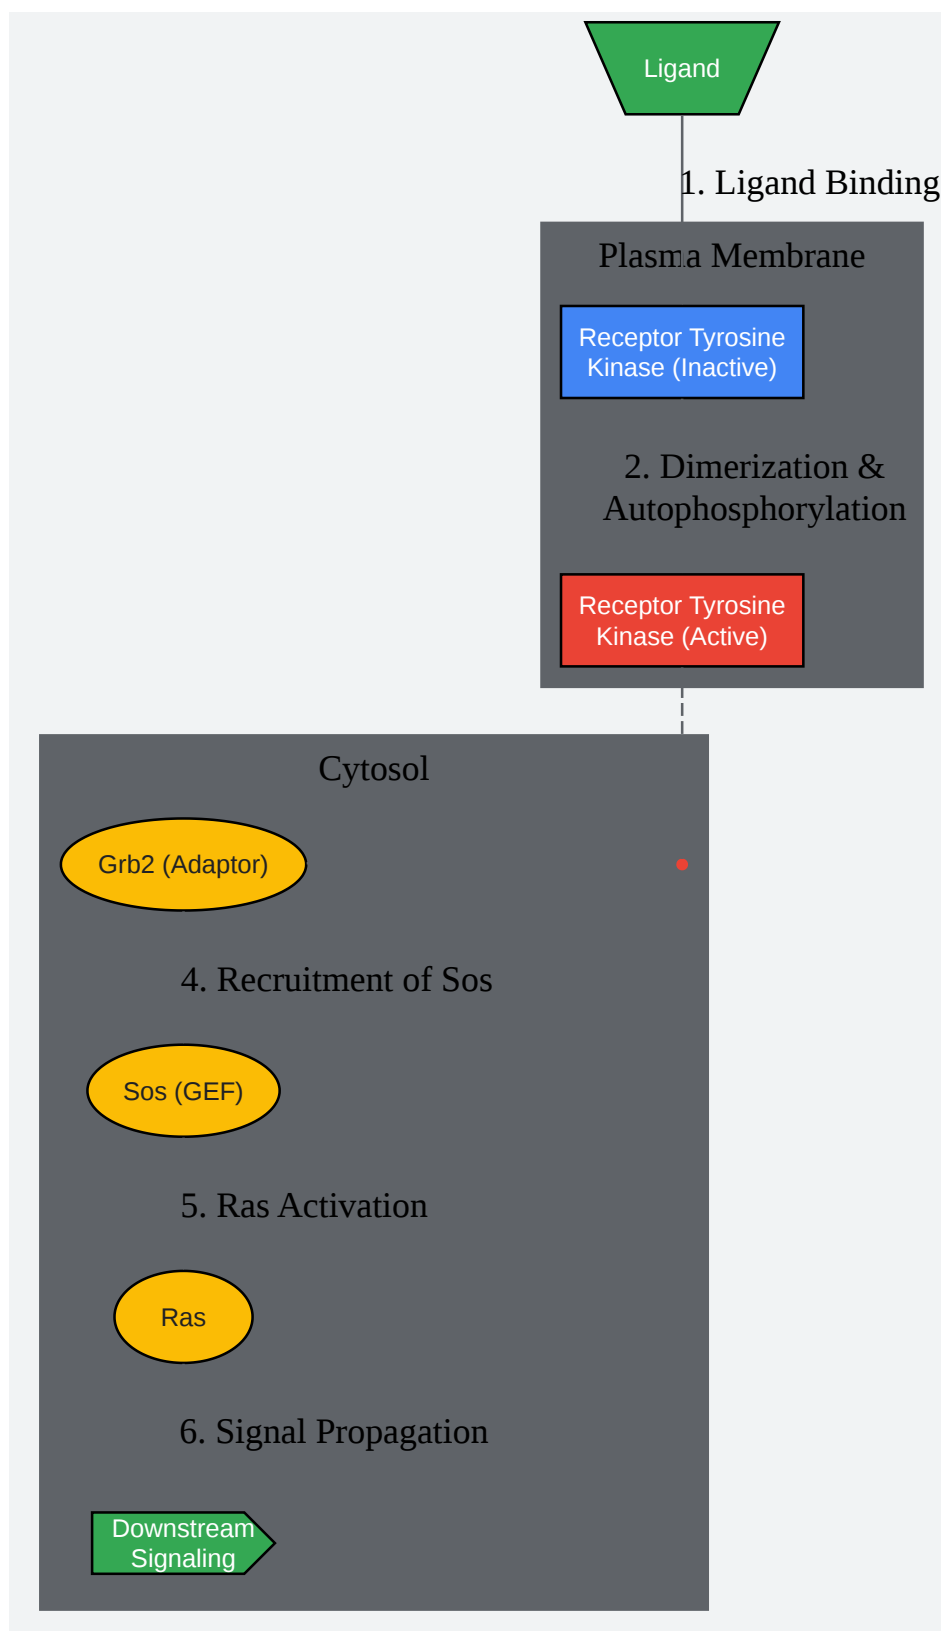 Ligand
1. Ligand Binding
Plasma Membrane
Receptor Tyrosine
Kinase (Inactive)
2. Dimerization &
Autophosphorylation
Receptor Tyrosine
Kinase (Active)
Cytosol
Grb2 (Adaptor)
4. Recruitment of Sos
Sos (GEF)
5. Ras Activation
Ras
6. Signal Propagation
Downstream
Signaling